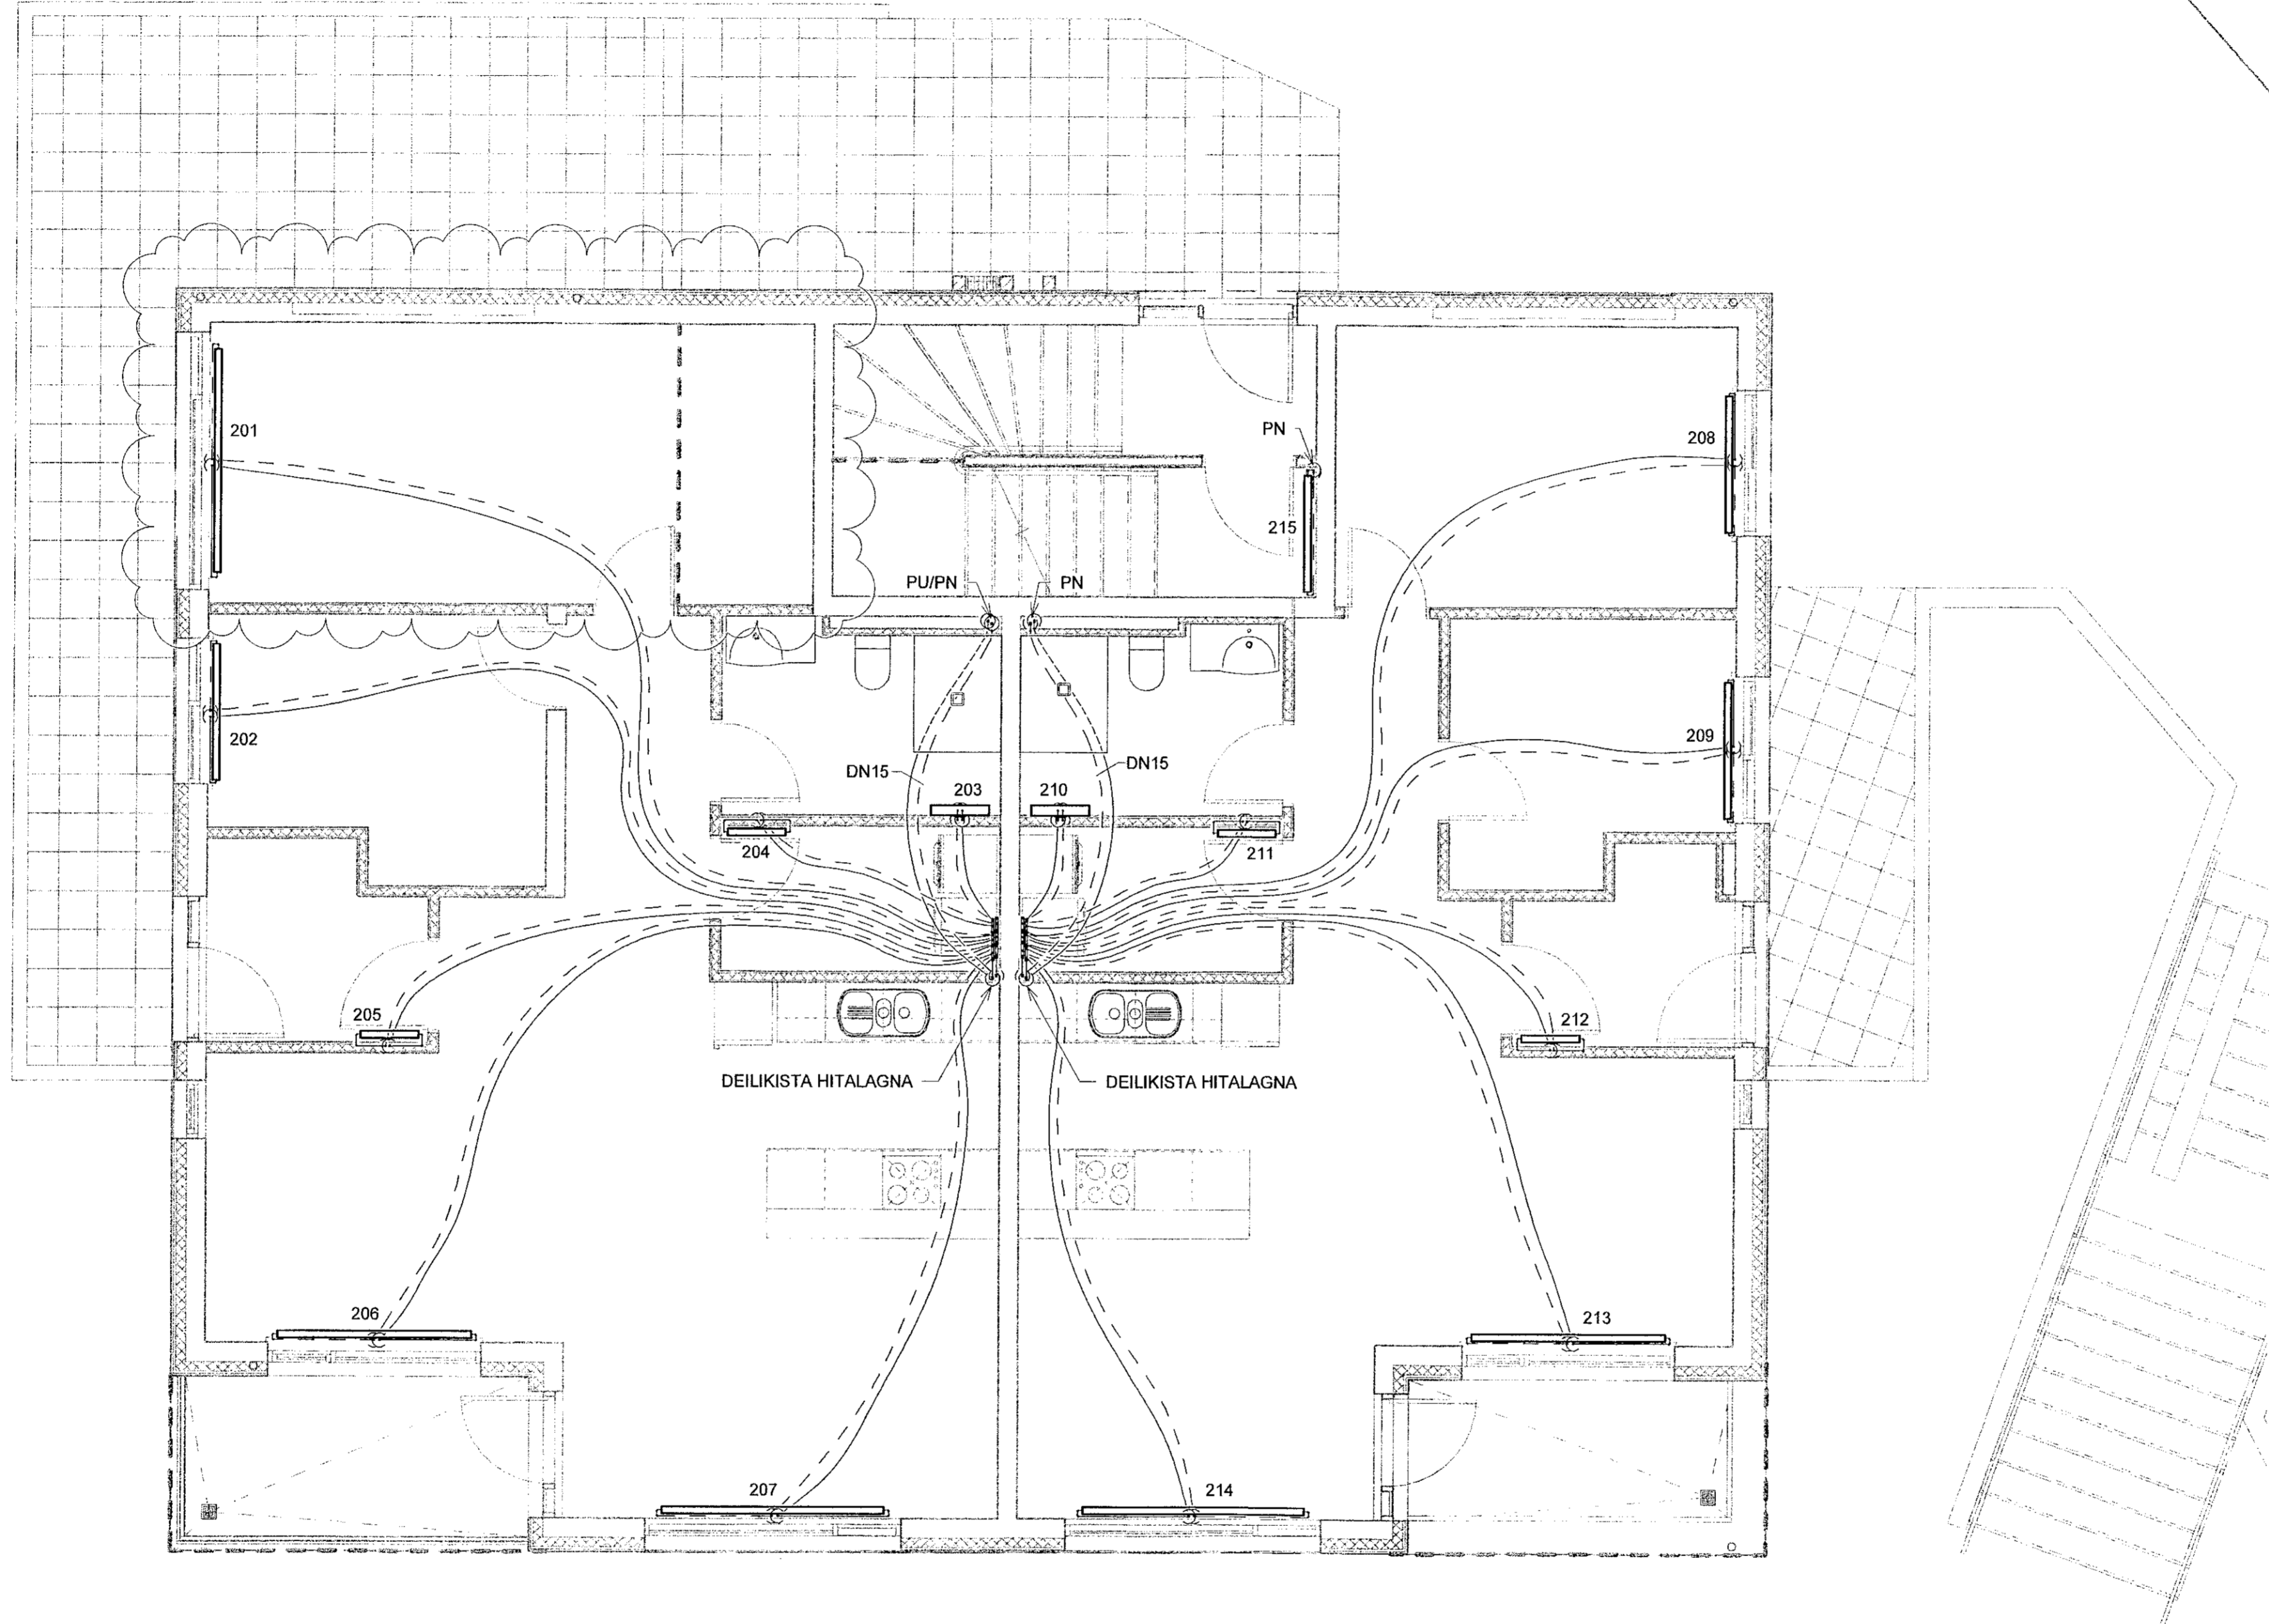 201
208
PN
215
PU/PN
PN
202
209
DN15
DN15
203
210
204
211
205
212
DEILIKISTA HITALAGNA
DEILIKISTA HITALAGNA
206
213
207
214